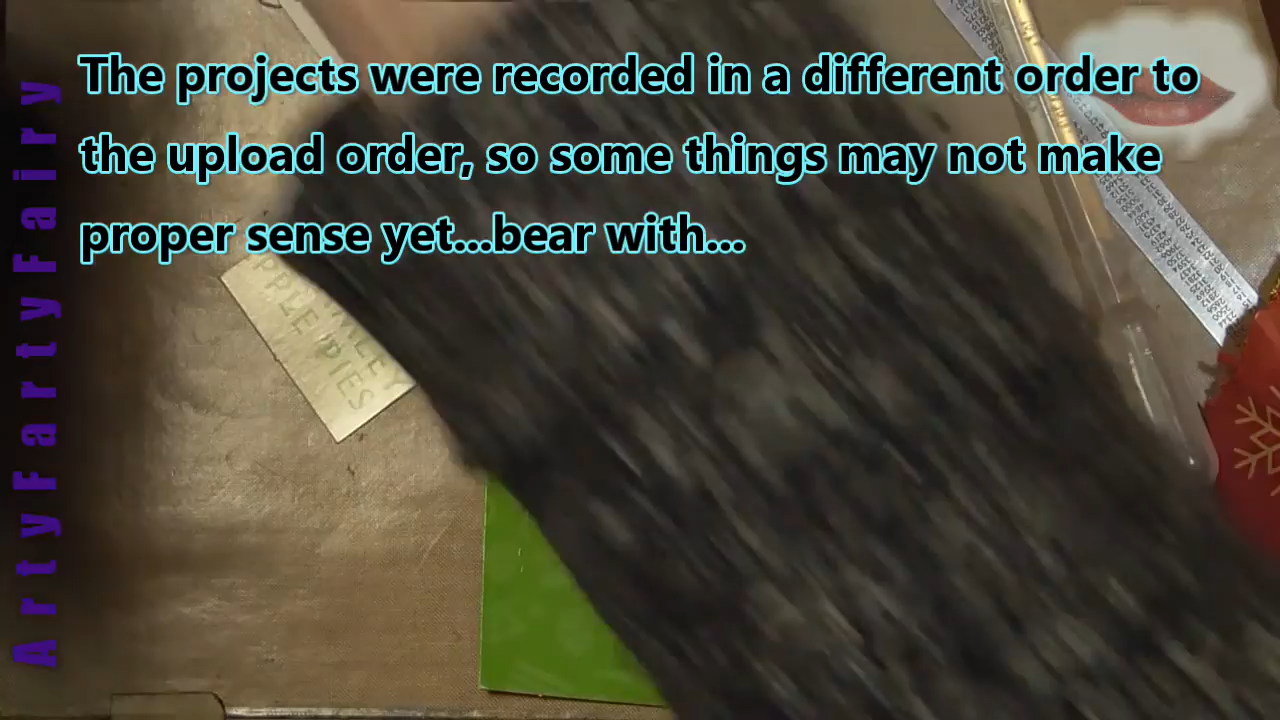 The projects were recorded in a different order to
the upload order, so some things may not make
proper sense yet...bear with...
ArtyFartyFairy
PIES